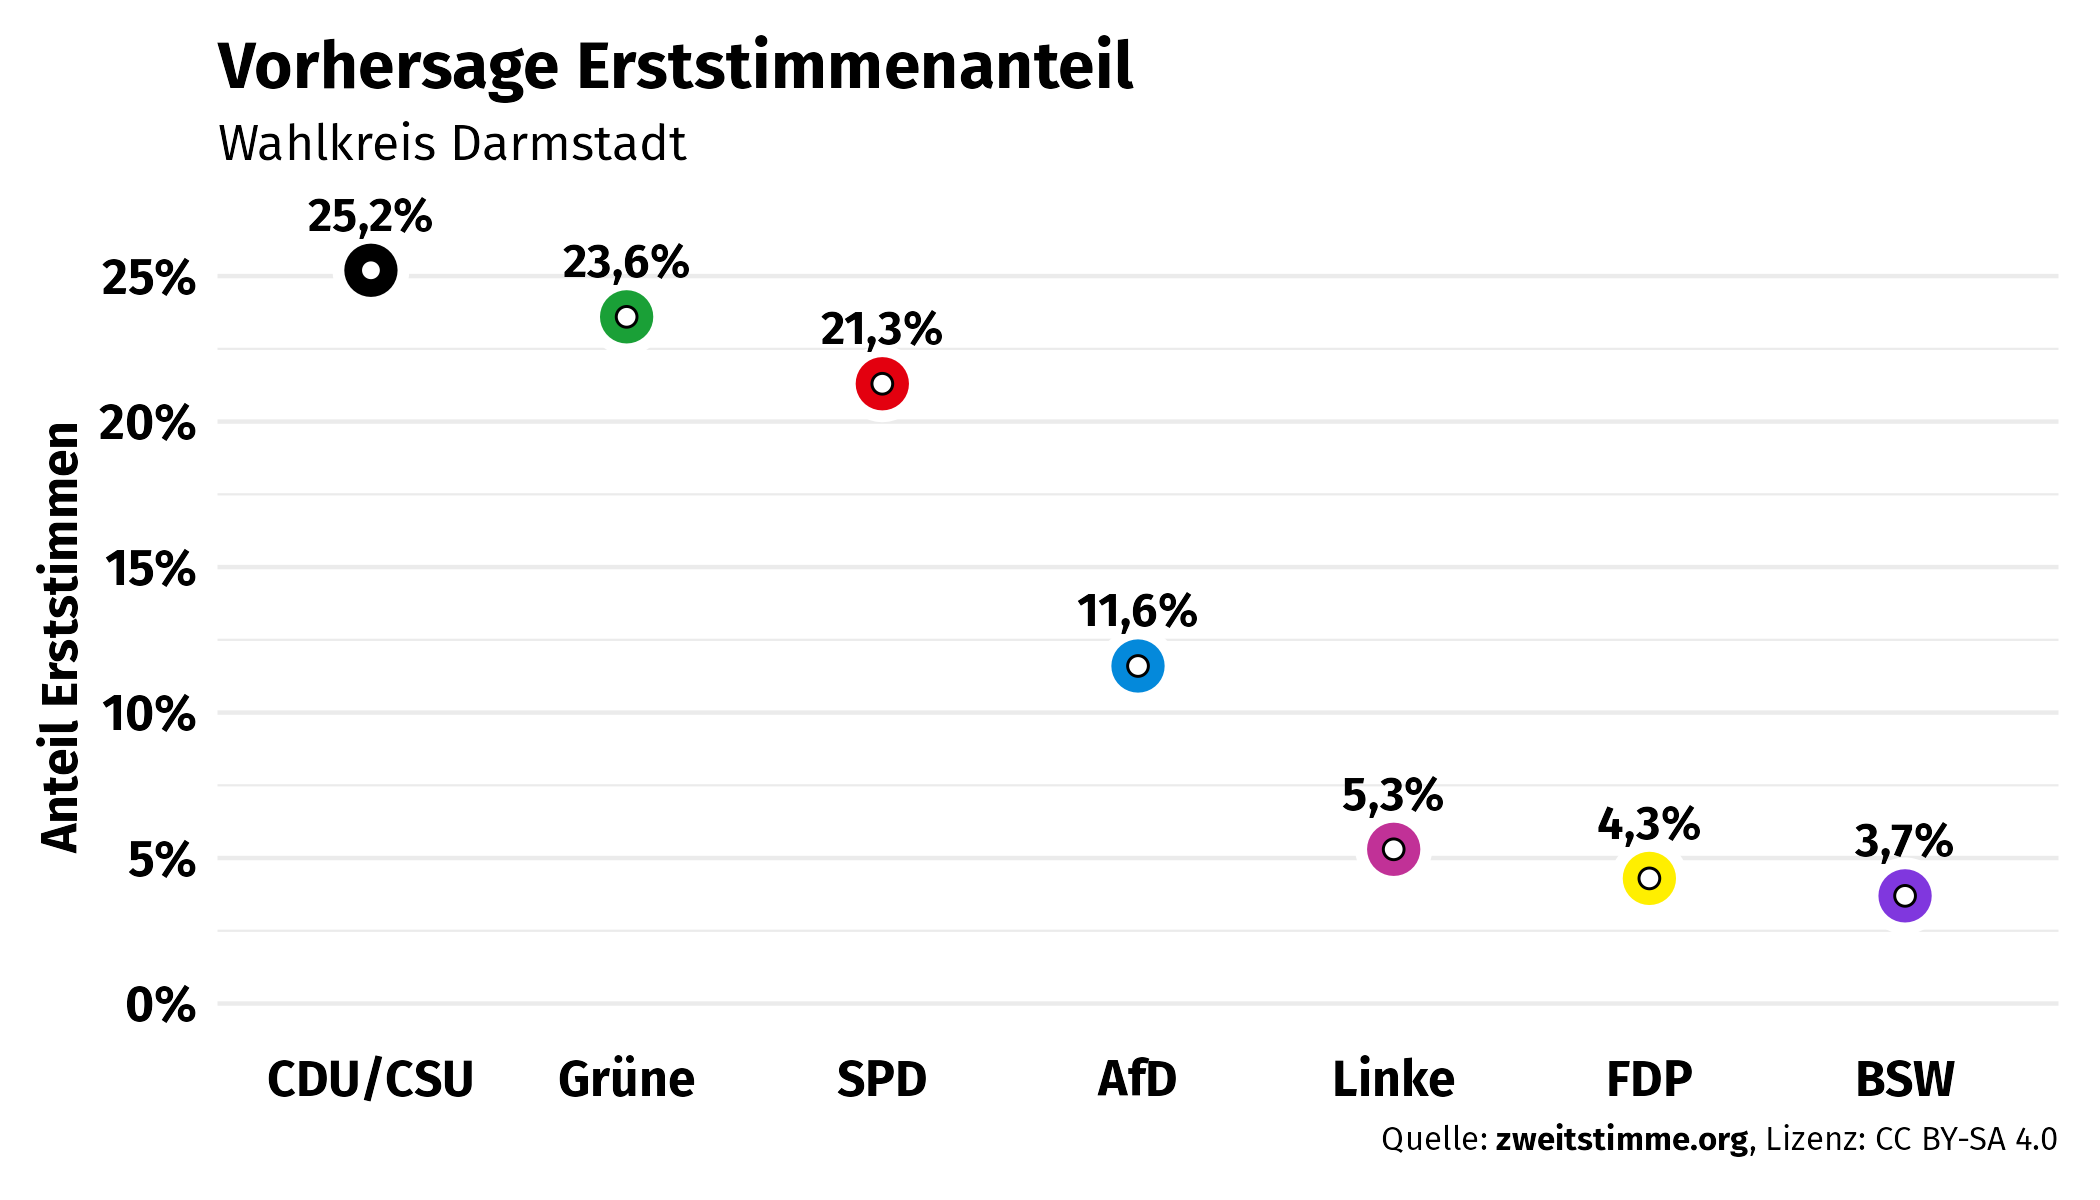 Vorhersage Erststimmenanteil
Wahlkreis Darmstadt
25,2%
23,6%
21,3%
11,6%
5,3%
4,3%
3,7%
25%
20%
15%
10%
5%
0%
Anteil Erststimmen
CDU/CSU Grüne SPD AfD Linke FDP BSW
Quelle: zweitstimme.org, Lizenz: CC BY-SA 4.0